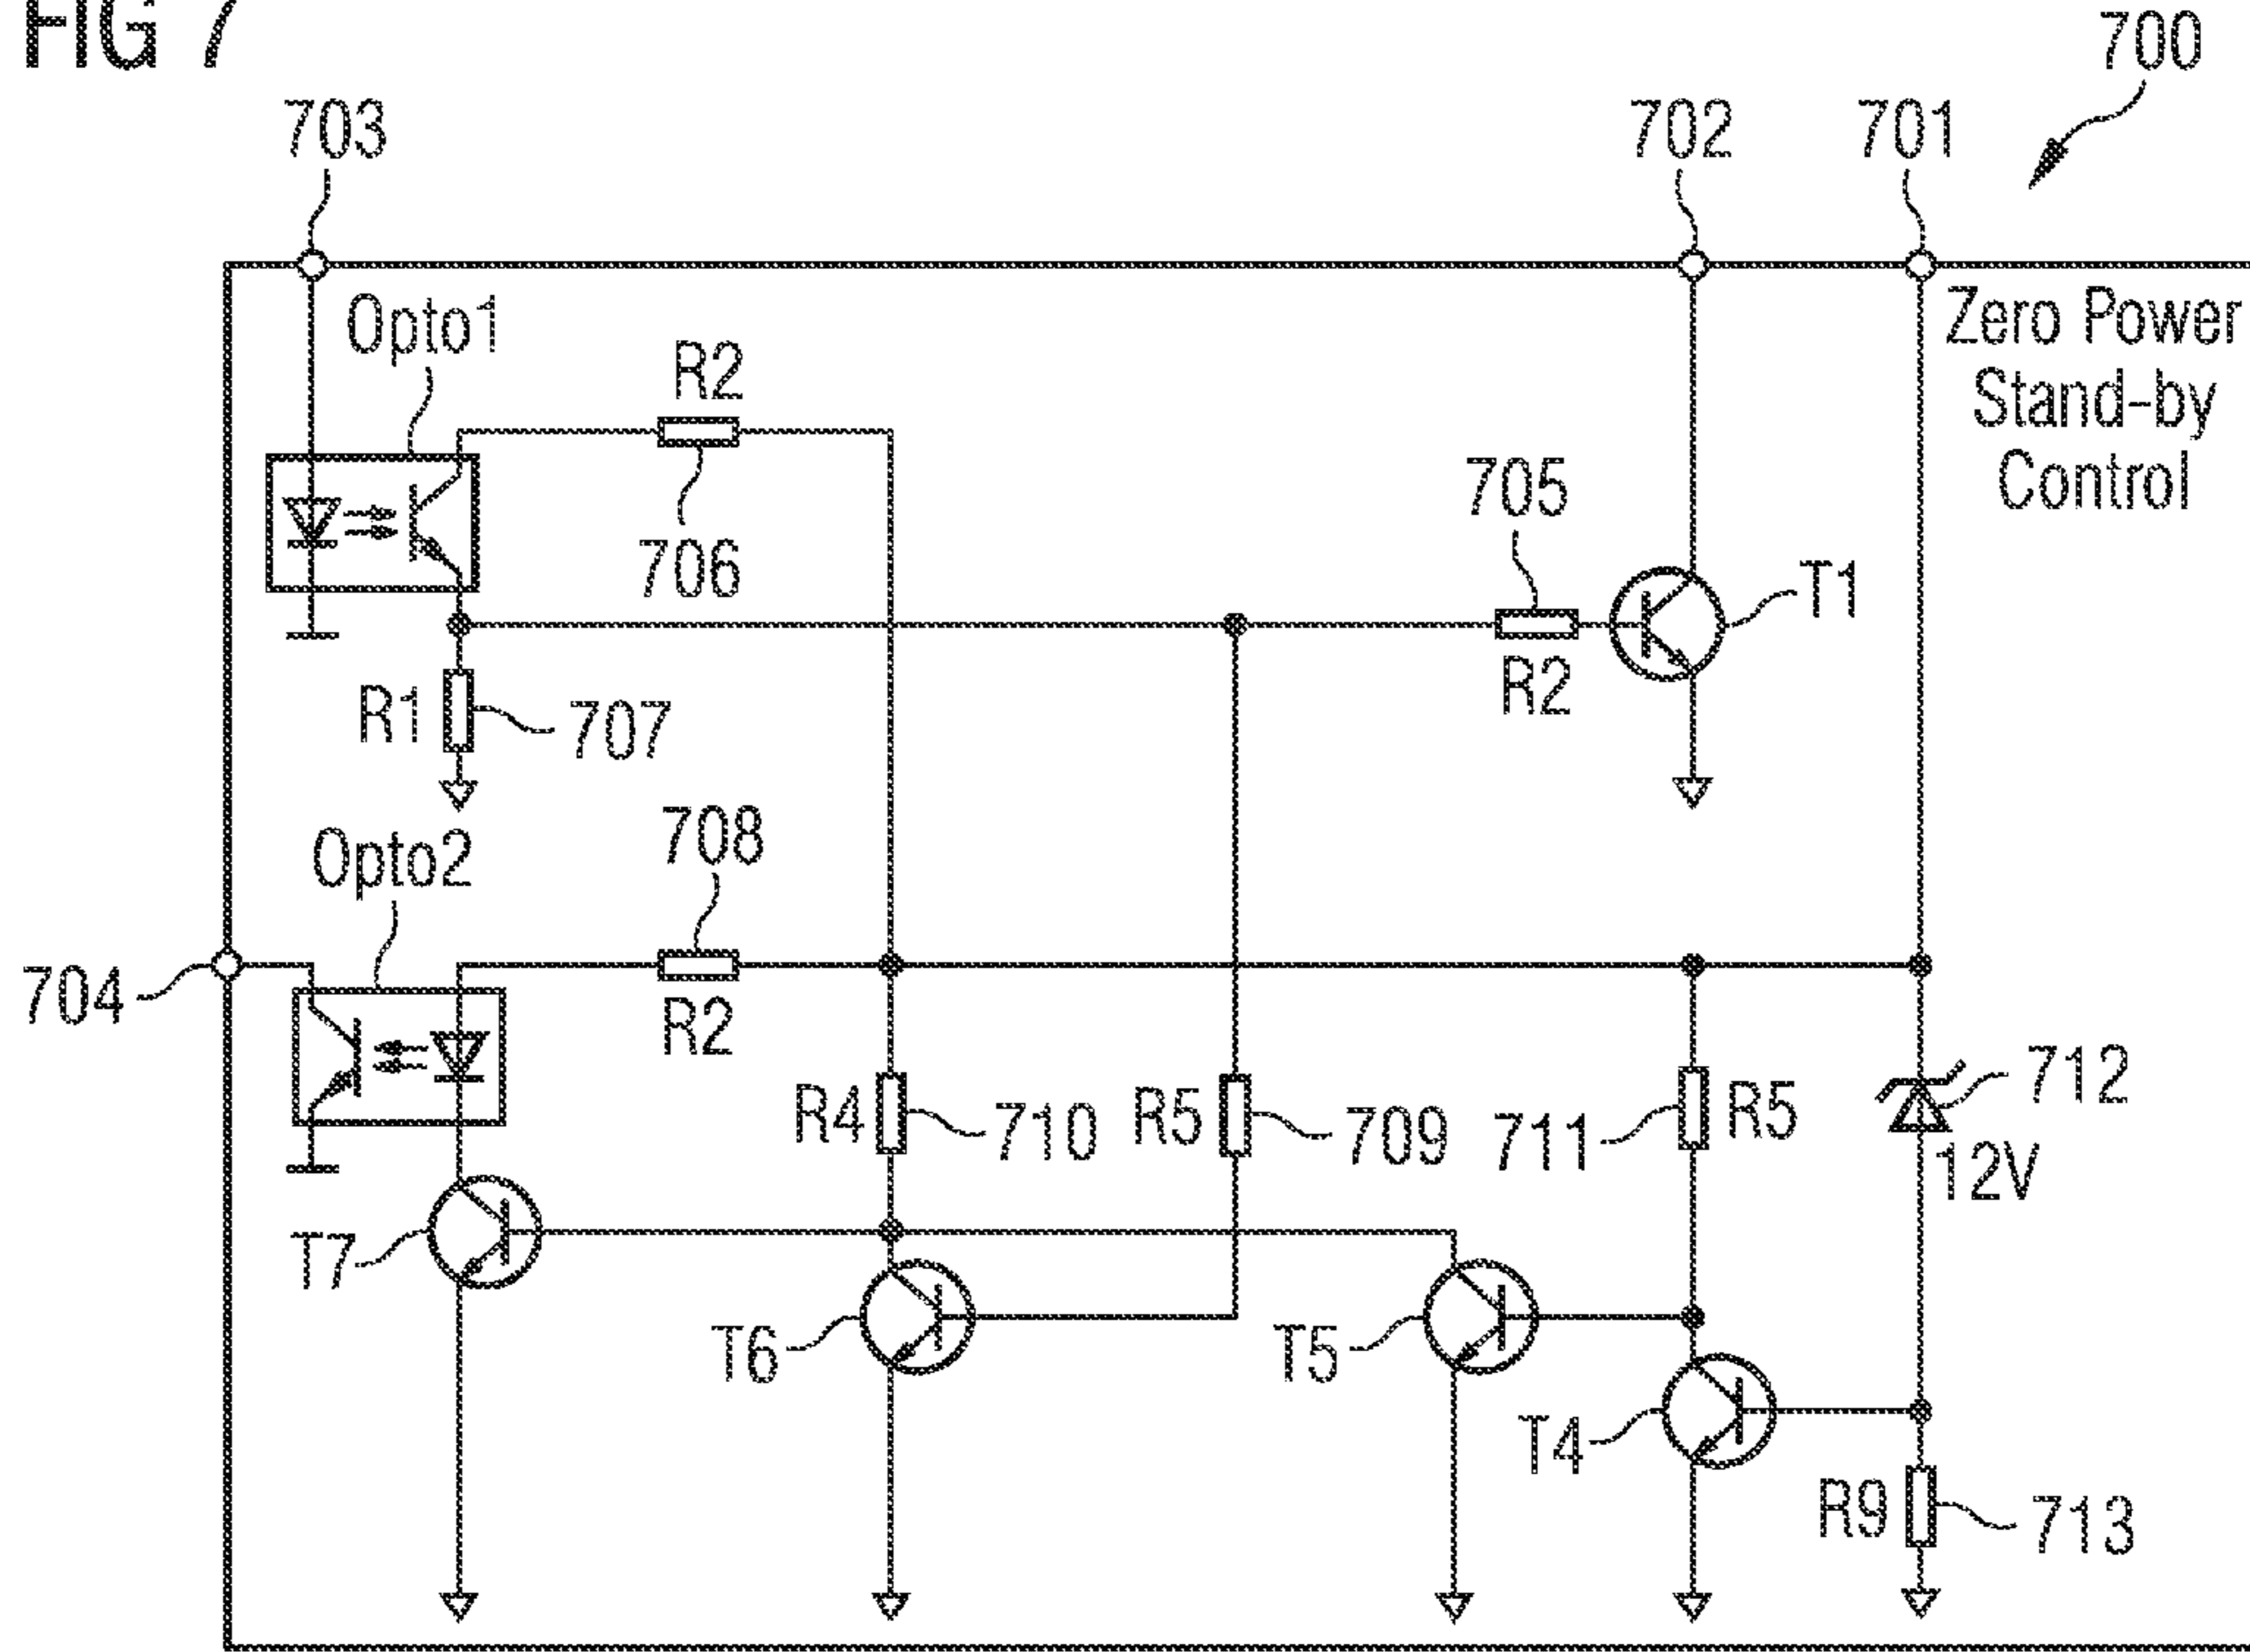 FIG 7
700
703
702
701
Zero Power
Stand-by
Control
Opto1
R2
706
705
R2
T1
R1
707
Opto2
708
R2
704
R4
710
R5
709
711
R5
712
12V
T7
T6
T5
T4
R9
713